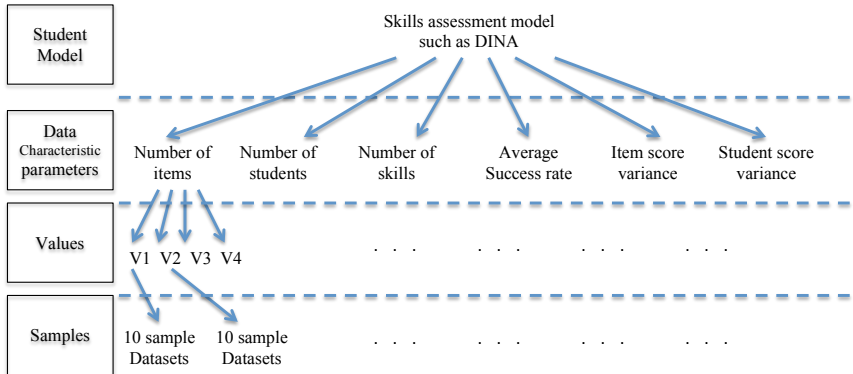 Student
Model
Skills assessment model
such as DINA
Data
Characteristic
parameters
Number of
items
Number of
students
Number of
skills
Average
Success rate
Item score
variance
Student score
variance
Values
V1 V2 V3 V4
. . . . . . . . . . . .
Samples
10 sample
Datasets
10 sample
Datasets
. . . . . . . . . . . .